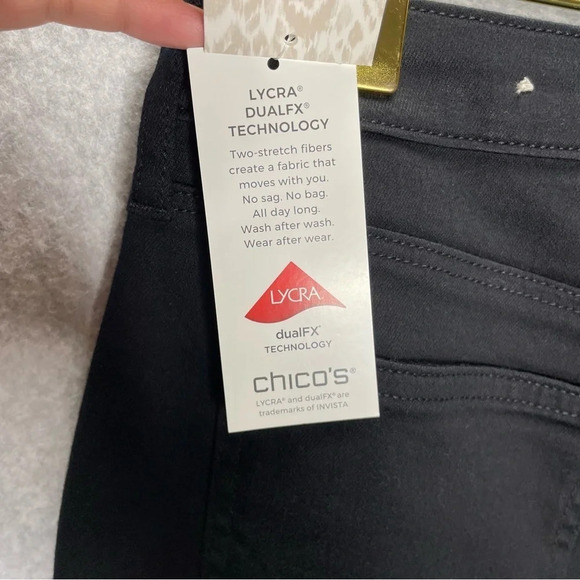 LYCRA®
DUALFX®
TECHNOLOGY
Two-stretch fibers
create a fabric that
moves with you.
No sag. No bag.
All day long.
Wash after wash.
Wear after wear.
LYCRA®
dualFX®
TECHNOLOGY
chico's®
LYCRA® and dualFX® are
trademarks of INVISTA